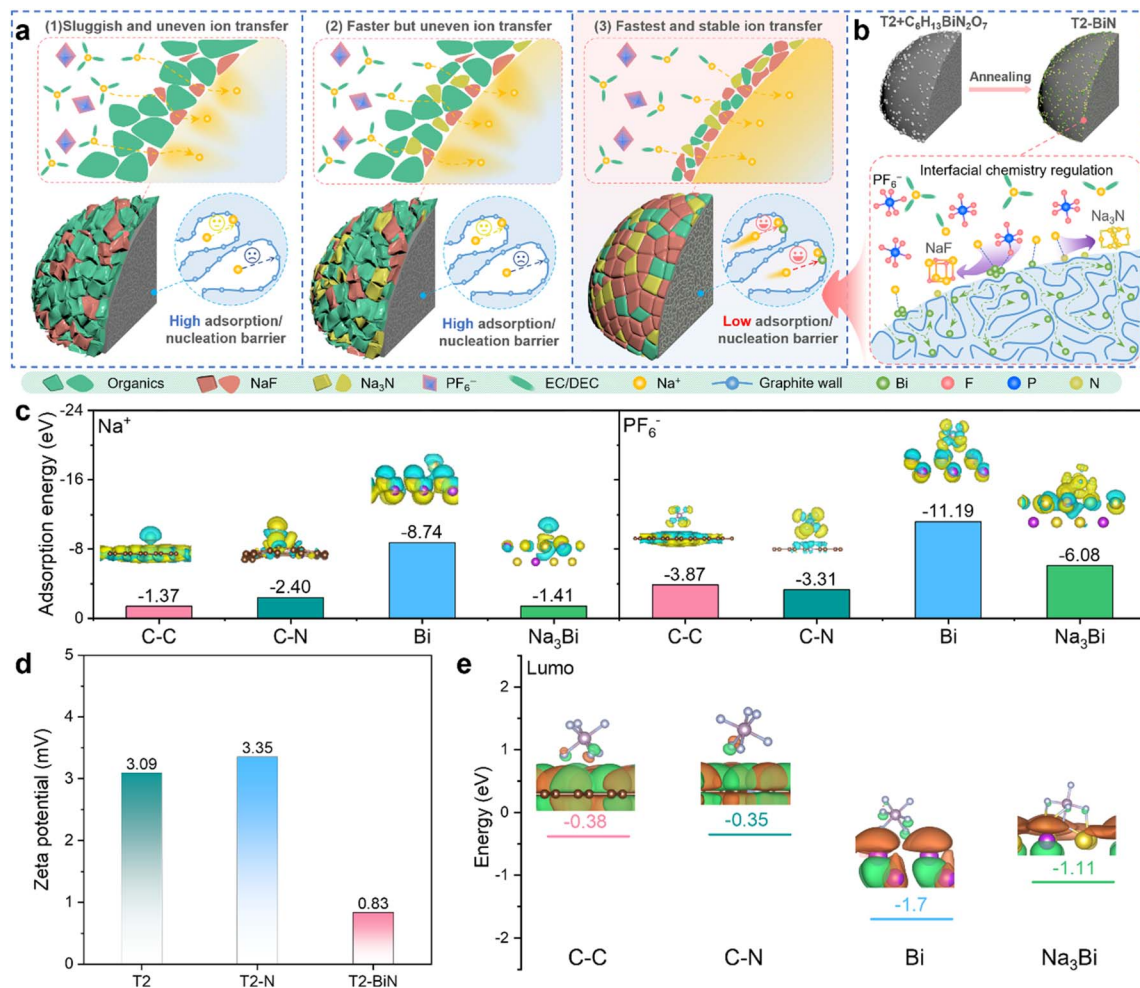 a
(1)Sluggish and uneven ion transfer
High adsorption/
nucleation barrier
(2) Faster but uneven ion transfer
High adsorption/
nucleation barrier
(3) Fastest and stable ion transfer
Low adsorption/
nucleation barrier
b
T2+C₆H₁₃BiN₂O₇
Annealing
T2-BiN
Interfacial chemistry regulation
PF₆⁻
NaF
Na₃N
Organics
NaF
Na₃N
PF₆⁻
EC/DEC
Na⁺
Graphite wall
Bi
F
P
N
c
Adsorption energy (eV)
-24
-16
-8
0
Na⁺
-1.37
-2.40
-8.74
-1.41
C-C
C-N
Bi
Na₃Bi
PF₆⁻
-3.87
-3.31
-11.19
-6.08
C-C
C-N
Bi
Na₃Bi
d
Zeta potential (mV)
5
4
3
2
1
0
3.09
3.35
0.83
T2
T2-N
T2-BiN
e
Energy (eV)
2
1
0
-1
-2
Lumo
-0.38
-0.35
-1.7
-1.11
C-C
C-N
Bi
Na₃Bi